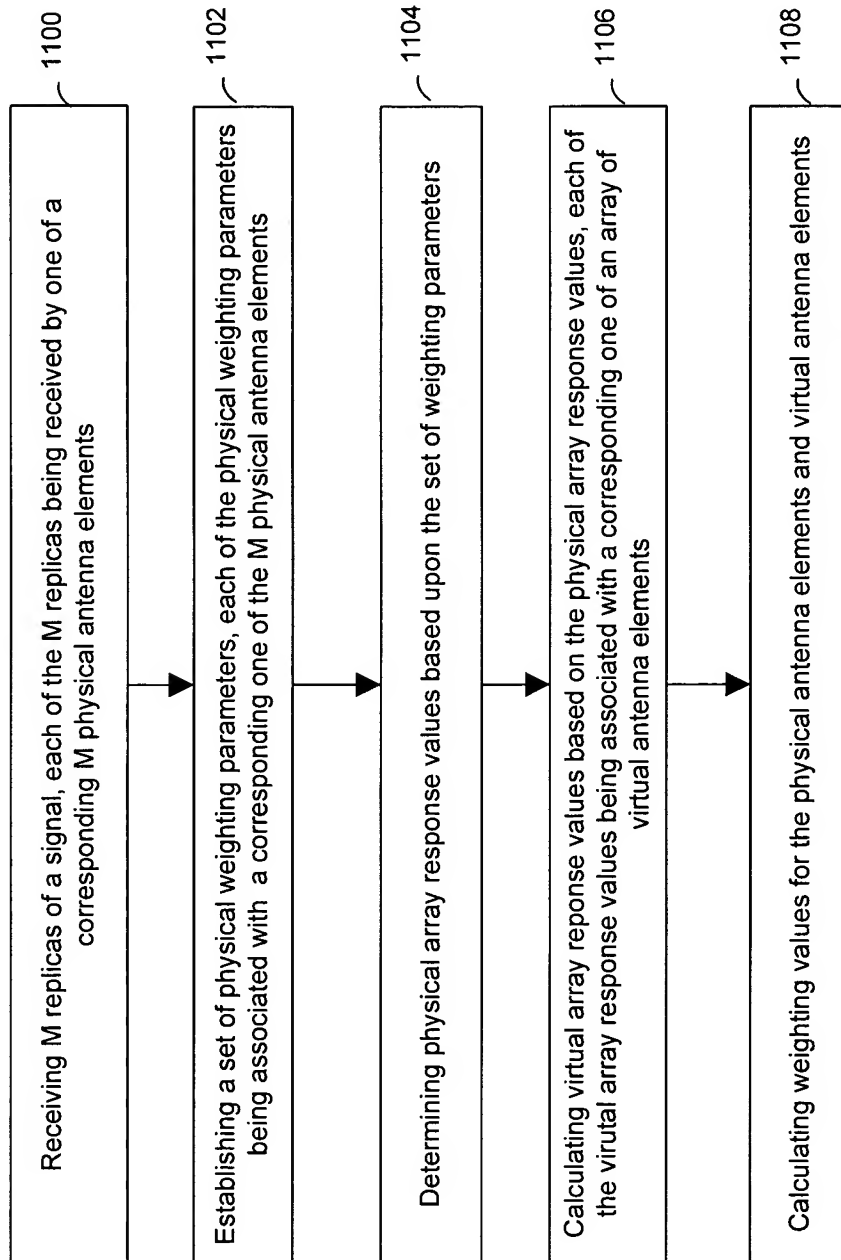 Receiving M replicas of a signal, each of the M replicas being received by one of a
corresponding M physical antenna elements
1100
Establishing a set of physical weighting parameters, each of the physical weighting parameters
being associated with a corresponding one of the M physical antenna elements
1102
Determining physical array response values based upon the set of weighting parameters
1104
Calculating virtual array reponse values based on the physical array response values, each of
the virutal array response values being associated with a corresponding one of an array of
virtual antenna elements
1106
Calculating weighting values for the physical antenna elements and virtual antenna elements
1108